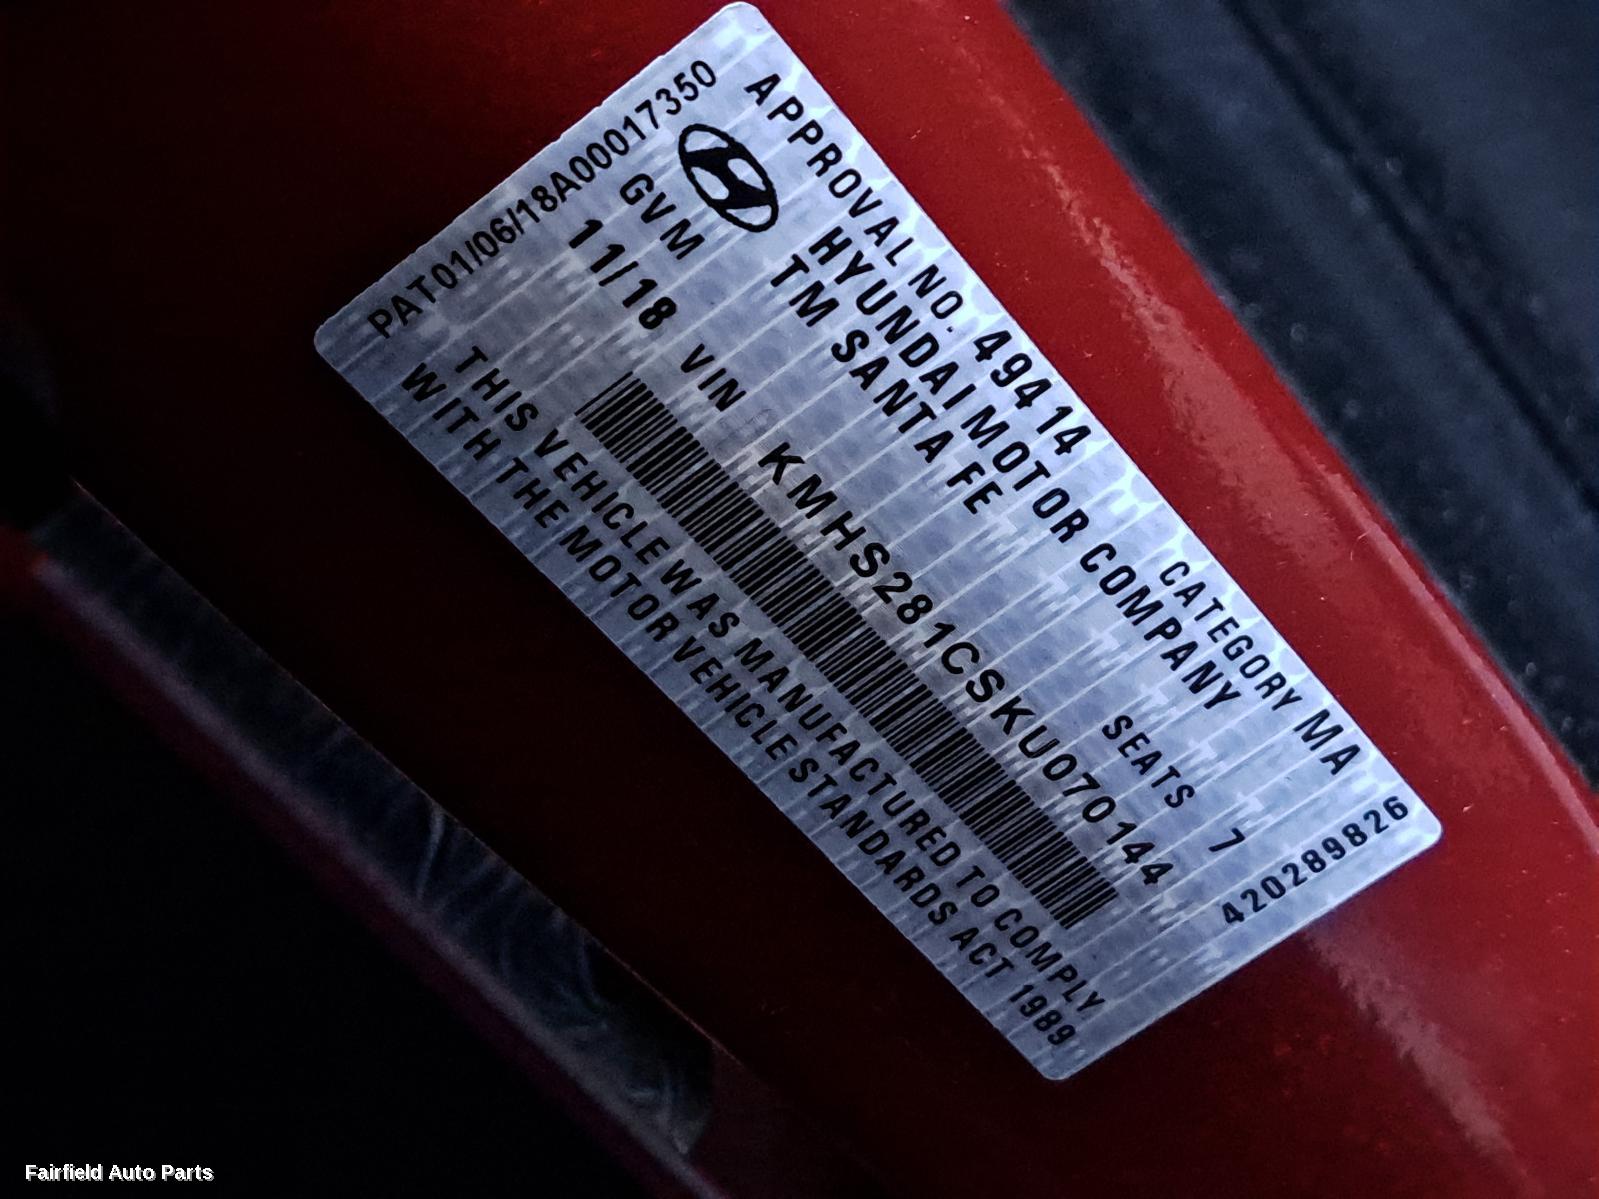 APPROVAL NO. 49414 CATEGORY MA
HYUNDAI MOTOR COMPANY
GVM TM SANTA FE SEATS 7
11/18 VIN KMHS281CSKU070144
THIS VEHICLE WAS MANUFACTURED TO COMPLY
WITH THE MOTOR VEHICLE STANDARDS ACT 1989
PAT01/06/18A00017350
420289826
Fairfield Auto Parts